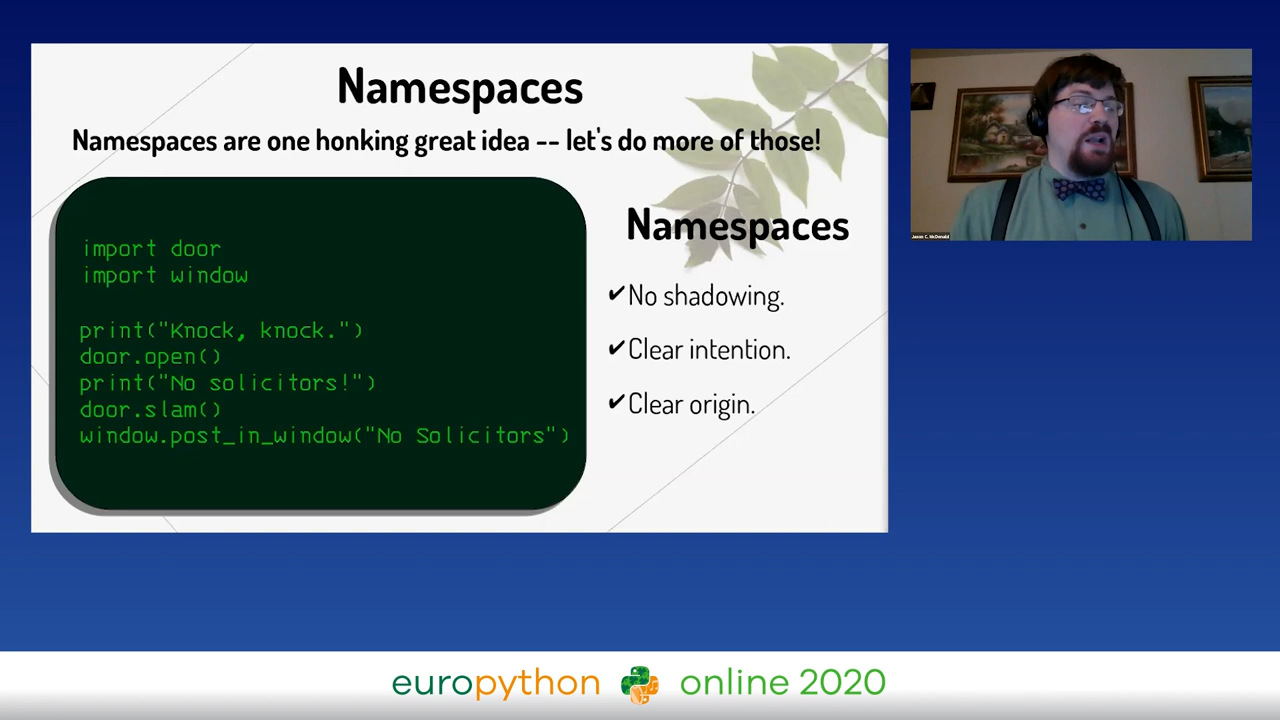 Namespaces
Namespaces are one honking great idea -- let's do more of those!
import door
import window
print("Knock, knock.")
door.open()
print("No solicitors!")
door.slam()
window.post_in_window("No Solicitors")
Namespaces
✔No shadowing.
✔Clear intention.
✔Clear origin.
Jason C. McDonald
europython online 2020